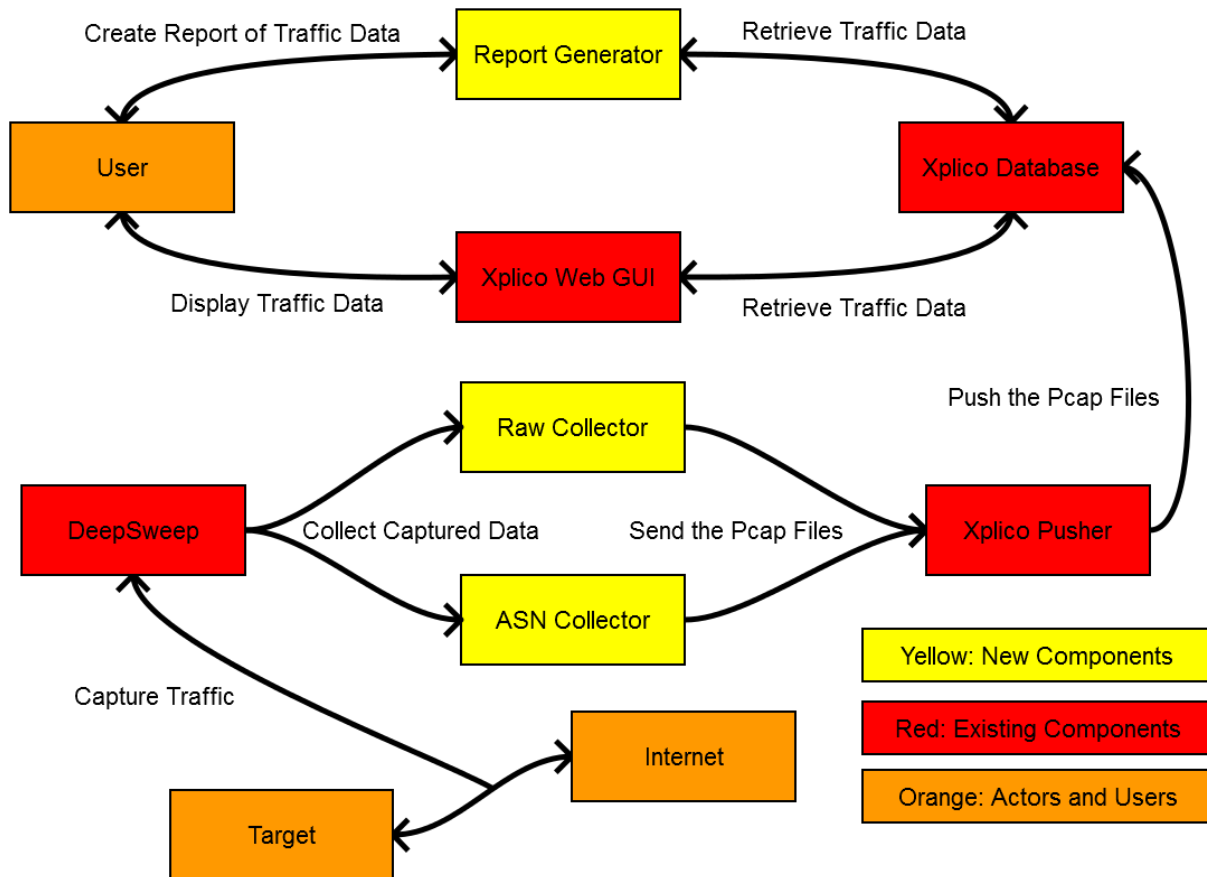 Create Report of Traffic Data
Report Generator
Retrieve Traffic Data
User
Xplico Database
Xplico Web GUI
Display Traffic Data
Retrieve Traffic Data
Raw Collector
Push the Pcap Files
DeepSweep
Collect Captured Data
Send the Pcap Files
Xplico Pusher
ASN Collector
Yellow: New Components
Capture Traffic
Red: Existing Components
Internet
Orange: Actors and Users
Target